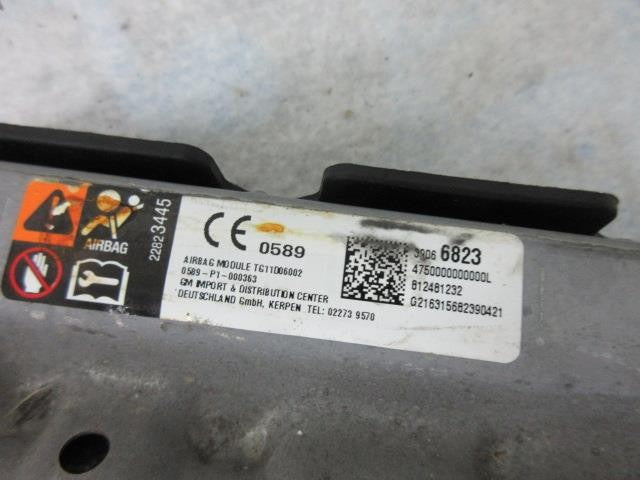 AIRBAG
22823445
CE 0589
AIRBAG MODULE TG11D06002
0589-P1-000363
GM IMPORT & DISTRIBUTION CENTER
DEUTSCHLAND GmbH, KERPEN TEL: 02273 9570
6823
4750000000000L
812481232
G216315682390421